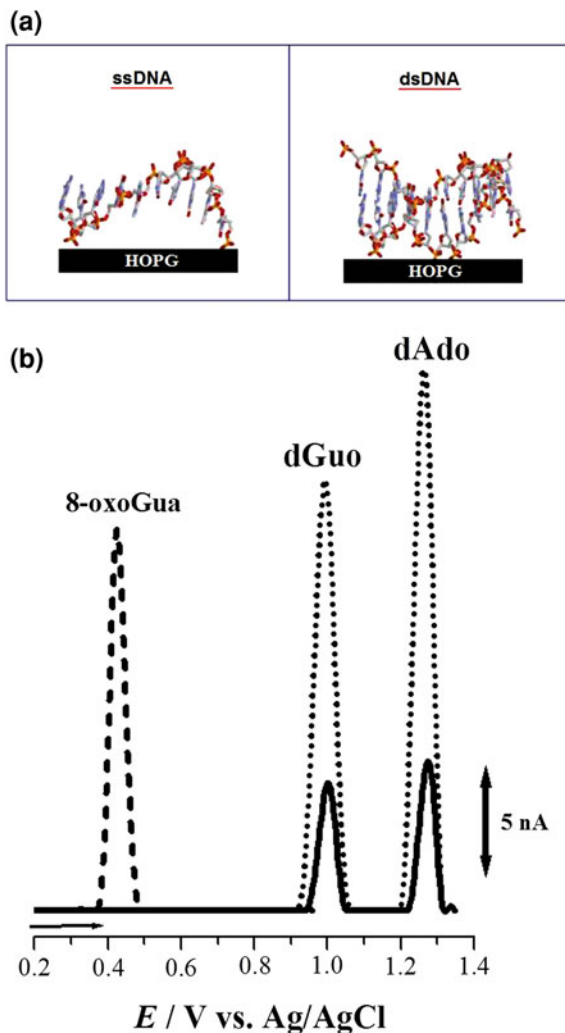 (a)
ssDNA
dsDNA
HOPG
HOPG
(b)
dAdo
dGuo
8-oxoGua
5 nA
0.2 0.4 0.6 0.8 1.0 1.2 1.4
E / V vs. Ag/AgCl